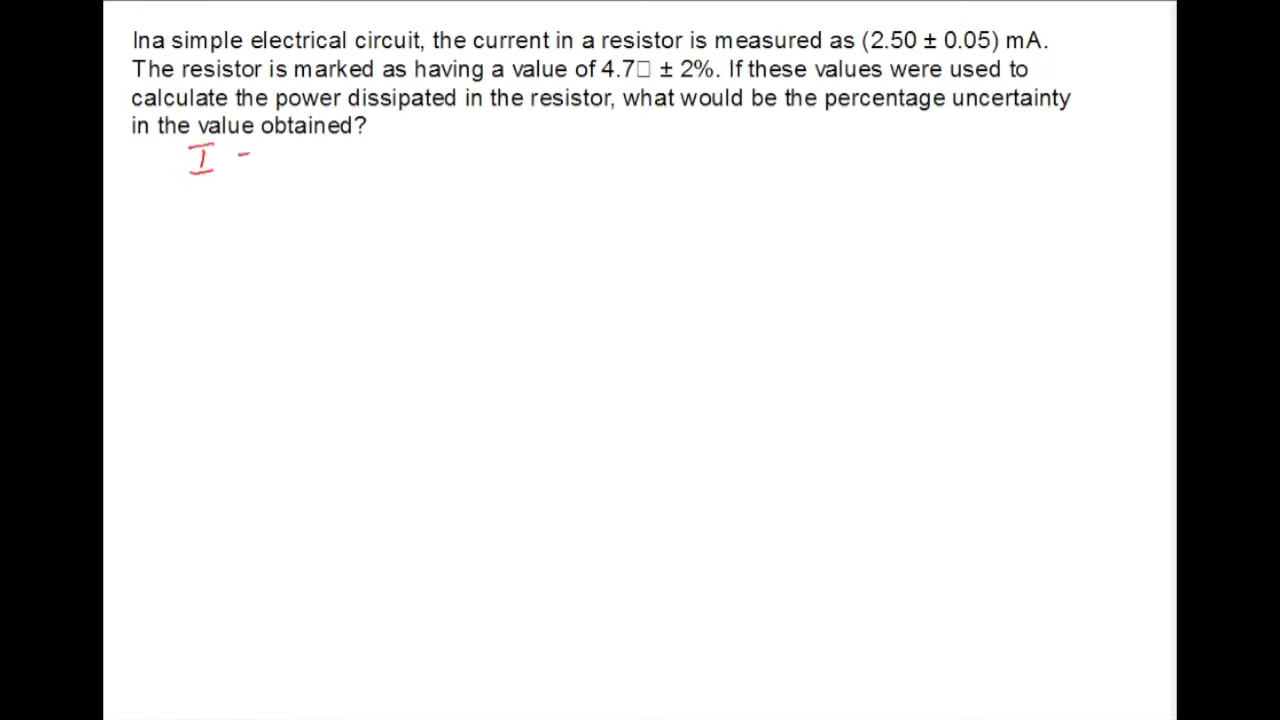 Ina simple electrical circuit, the current in a resistor is measured as (2.50 ± 0.05) mA.
The resistor is marked as having a value of 4.7□ ± 2%. If these values were used to
calculate the power dissipated in the resistor, what would be the percentage uncertainty
in the value obtained?
I -